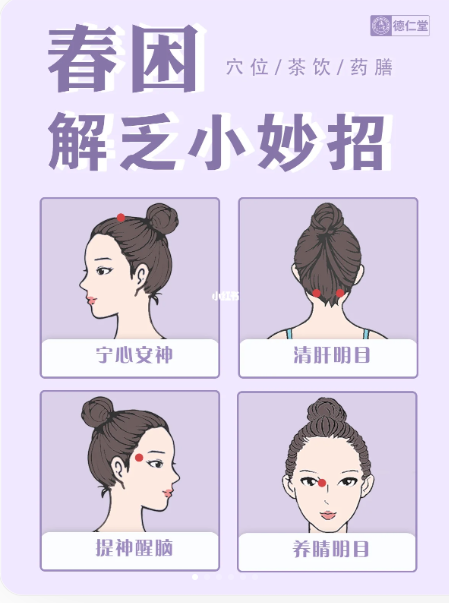 德仁堂
春困
穴位/茶饮/药膳
解乏小妙招
小红书
宁心安神
清肝明目
提神醒脑
养睛明目